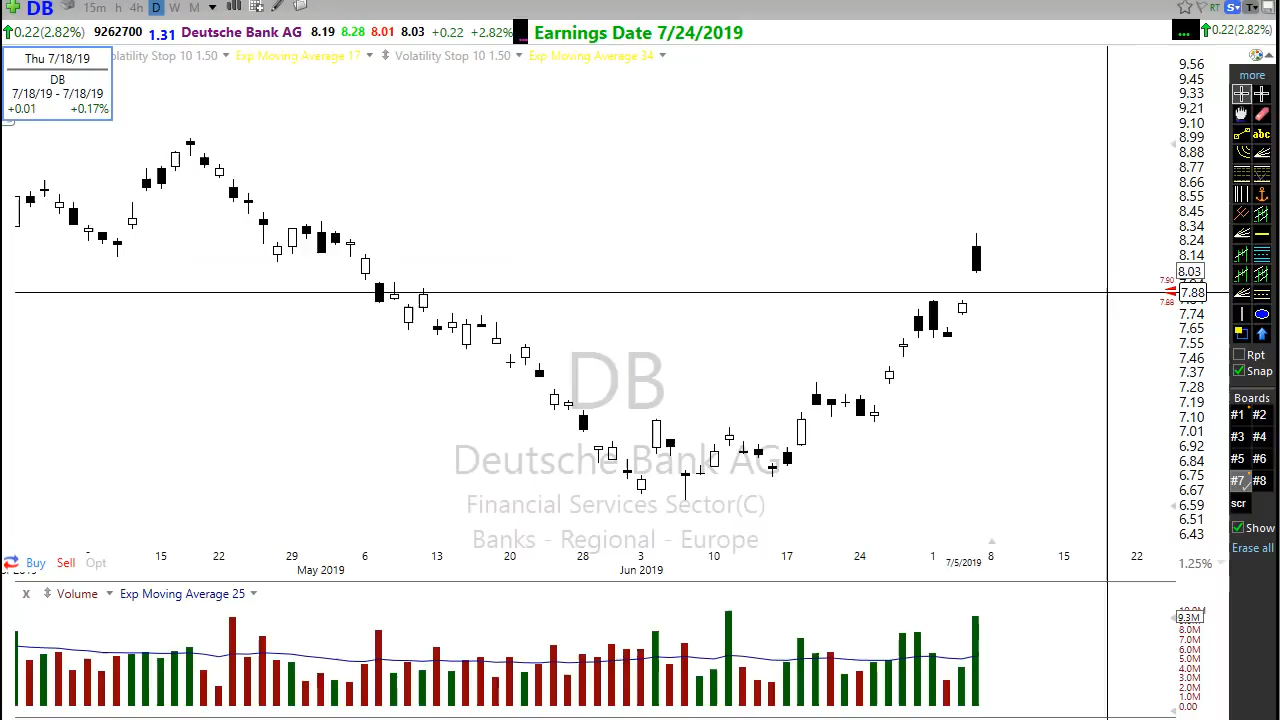 DB 15m h 4h D W M RT S T
0.22(2.82%) 9262700 1.31 Deutsche Bank AG 8.19 8.28 8.01 8.03 +0.22 +2.82% ... Earnings Date 7/24/2019 ... 0.22(2.82%)
Thu 7/18/19
DB
7/18/19 - 7/18/19
+0.01 +0.17%
olatility Stop 10 1.50 Exp Moving Average 17 Volatility Stop 10 1.50 Exp Moving Average 34
9.56
9.45
9.33
9.21
9.10
8.99
8.88
8.77
8.66
8.55
8.45
8.34
8.24
8.14
8.03
7.90
7.88
7.88
7.74
7.65
7.55
7.46
7.37
7.28
7.19
7.10
7.01
6.92
6.84
6.75
6.67
6.59
6.51
6.43
more
abc
Rpt
Snap
Boards
#1 #2
#3 #4
#5 #6
#7 #8
scr
Show
Erase all
DB
Deutsche Bank AG
Financial Services Sector(C)
Banks - Regional - Europe
15 22 29 6 13 20 28 3 10 17 24 1 7/5/2019 8 15 22
May 2019 Jun 2019
Buy Sell Opt
1.25%
x Volume Exp Moving Average 25
9.3M
8.0M
7.0M
6.0M
5.0M
4.0M
3.0M
2.0M
1.0M
0.00